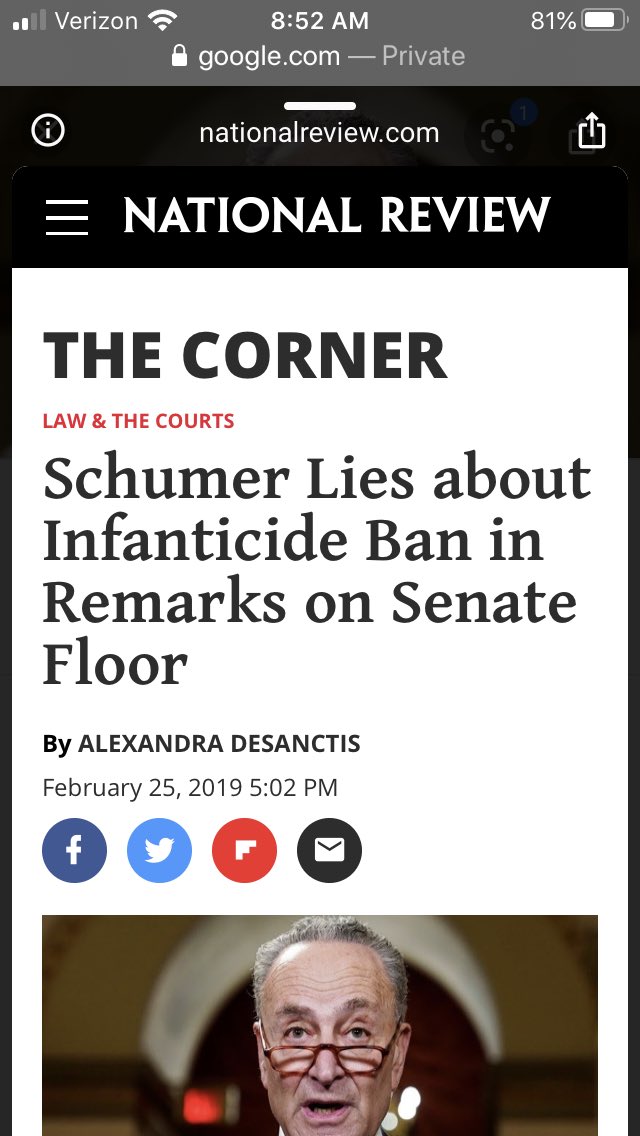 Verizon 8:52 AM 81%
google.com — Private
nationalreview.com 1
NATIONAL REVIEW
THE CORNER
LAW & THE COURTS
Schumer Lies about
Infanticide Ban in
Remarks on Senate
Floor
By ALEXANDRA DESANCTIS
February 25, 2019 5:02 PM